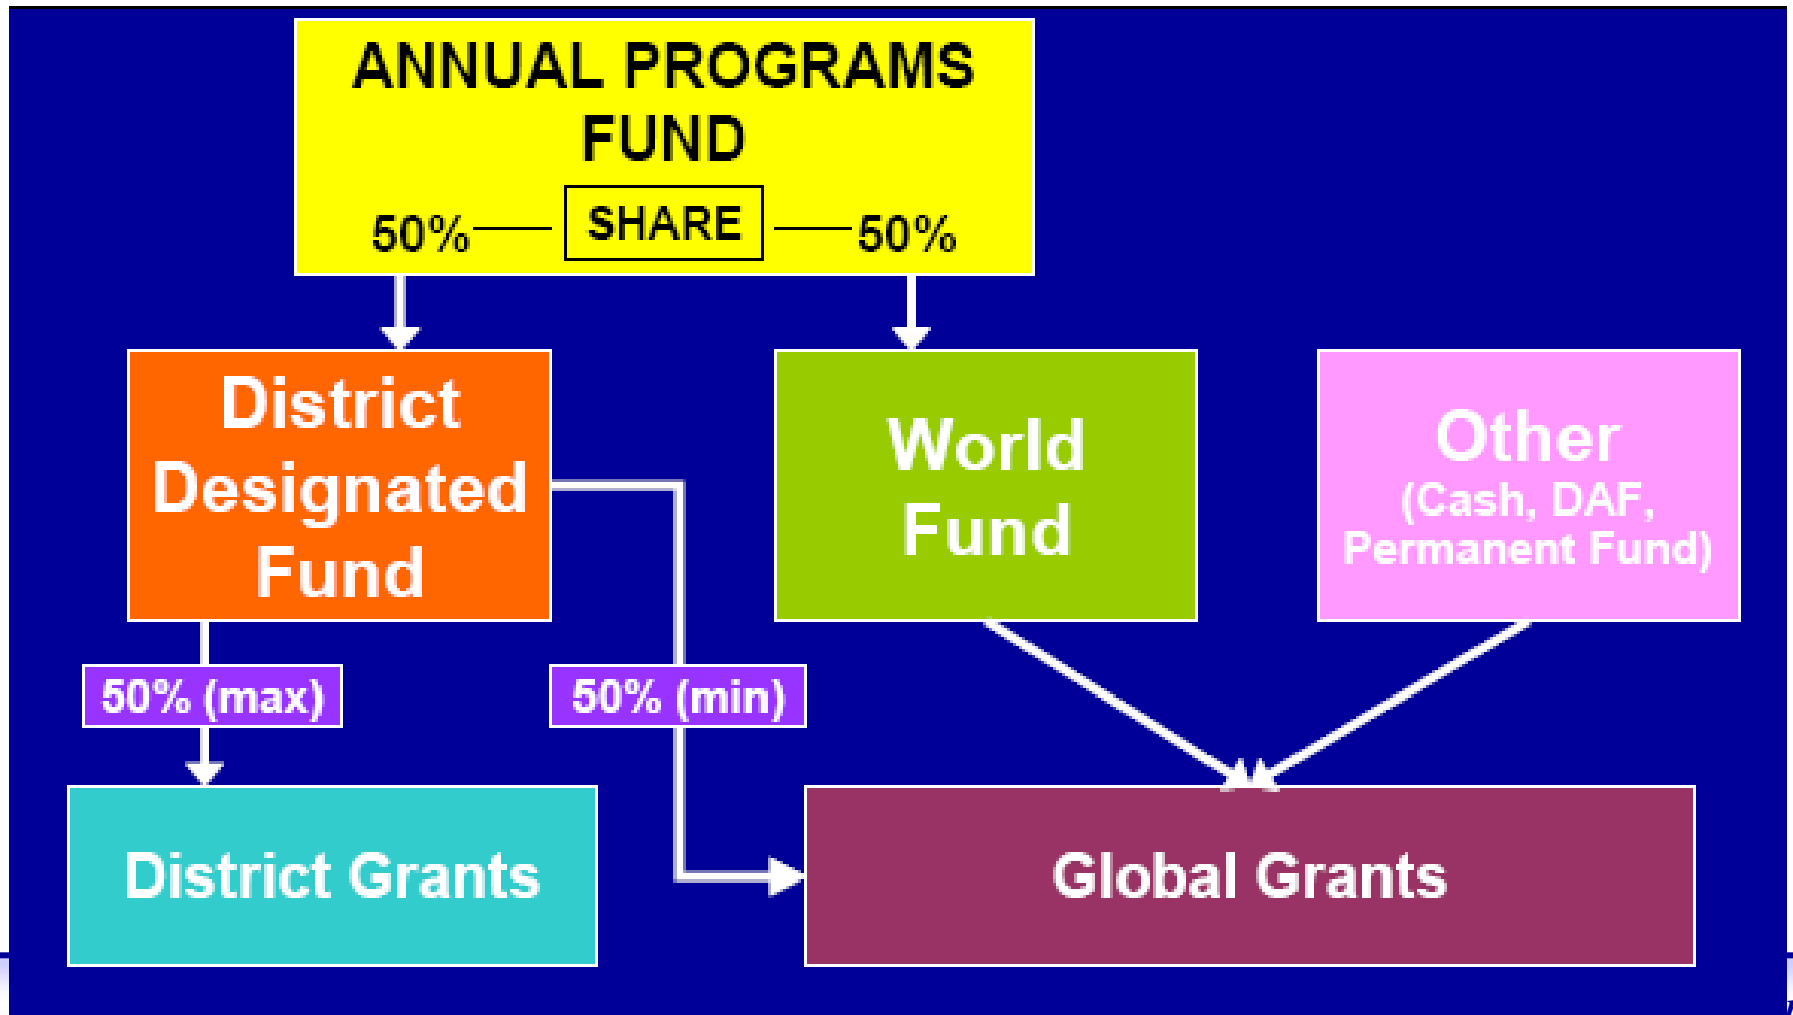 ANNUAL PROGRAMS
FUND
50% SHARE 50%
District
Designated
Fund
World
Fund
Other
(Cash, DAF,
Permanent Fund)
50% (max)
50% (min)
District Grants
Global Grants